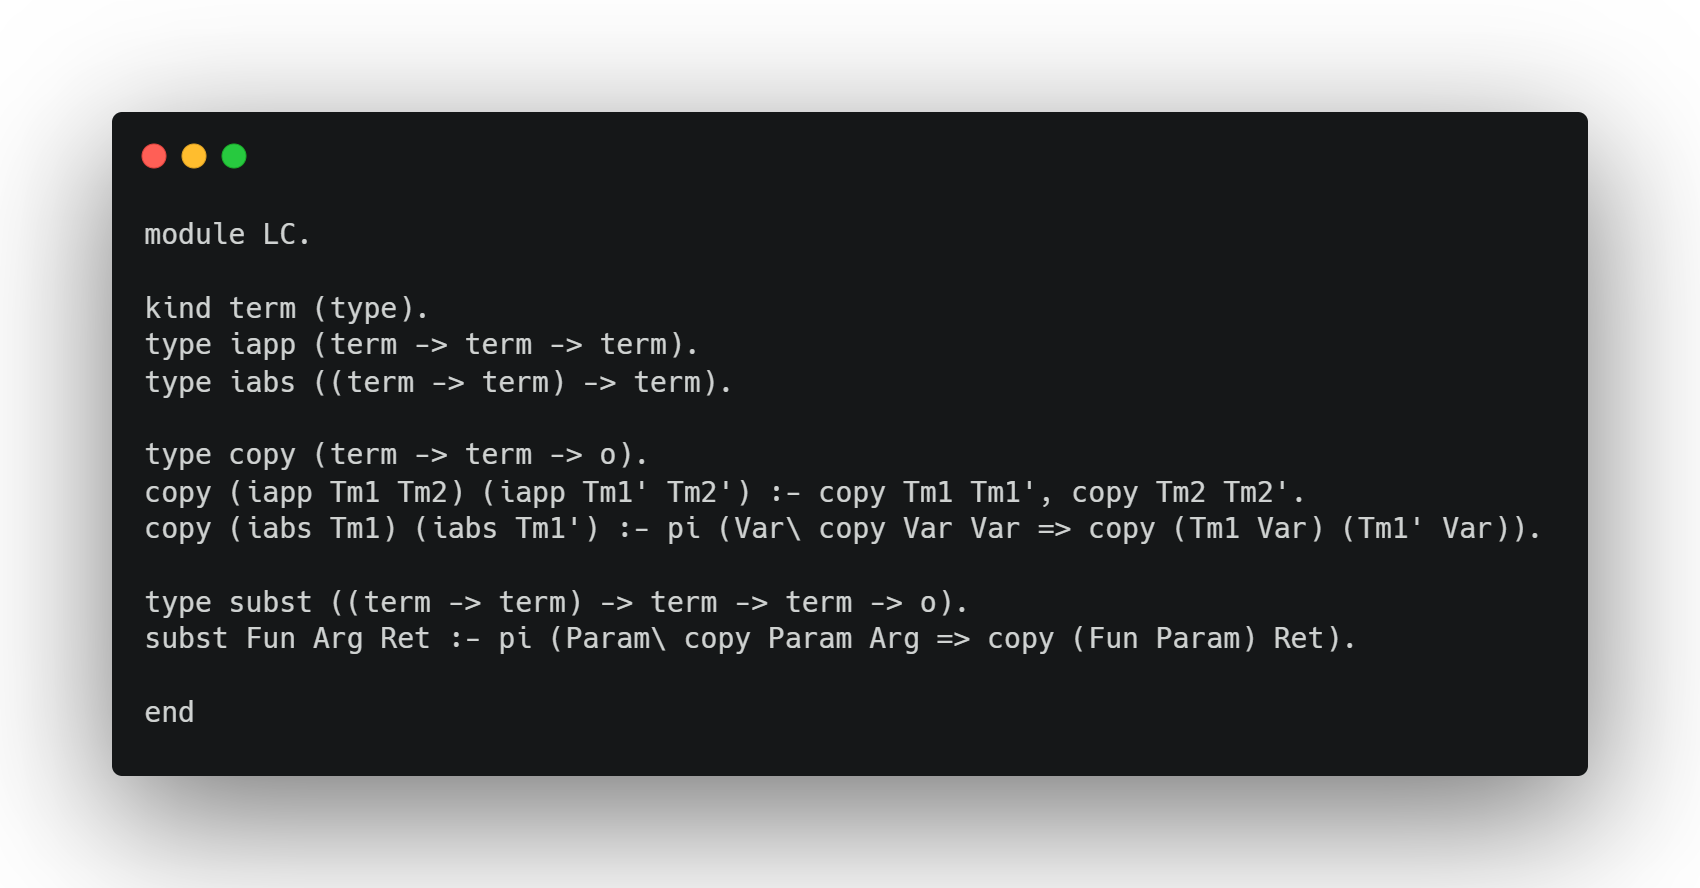 module LC.
kind term (type).
type iapp (term -> term -> term).
type iabs ((term -> term) -> term).
type copy (term -> term -> o).
copy (iapp Tm1 Tm2) (iapp Tm1' Tm2') :- copy Tm1 Tm1', copy Tm2 Tm2'.
copy (iabs Tm1) (iabs Tm1') :- pi (Var\ copy Var Var => copy (Tm1 Var) (Tm1' Var)).
type subst ((term -> term) -> term -> term -> o).
subst Fun Arg Ret :- pi (Param\ copy Param Arg => copy (Fun Param) Ret).
end